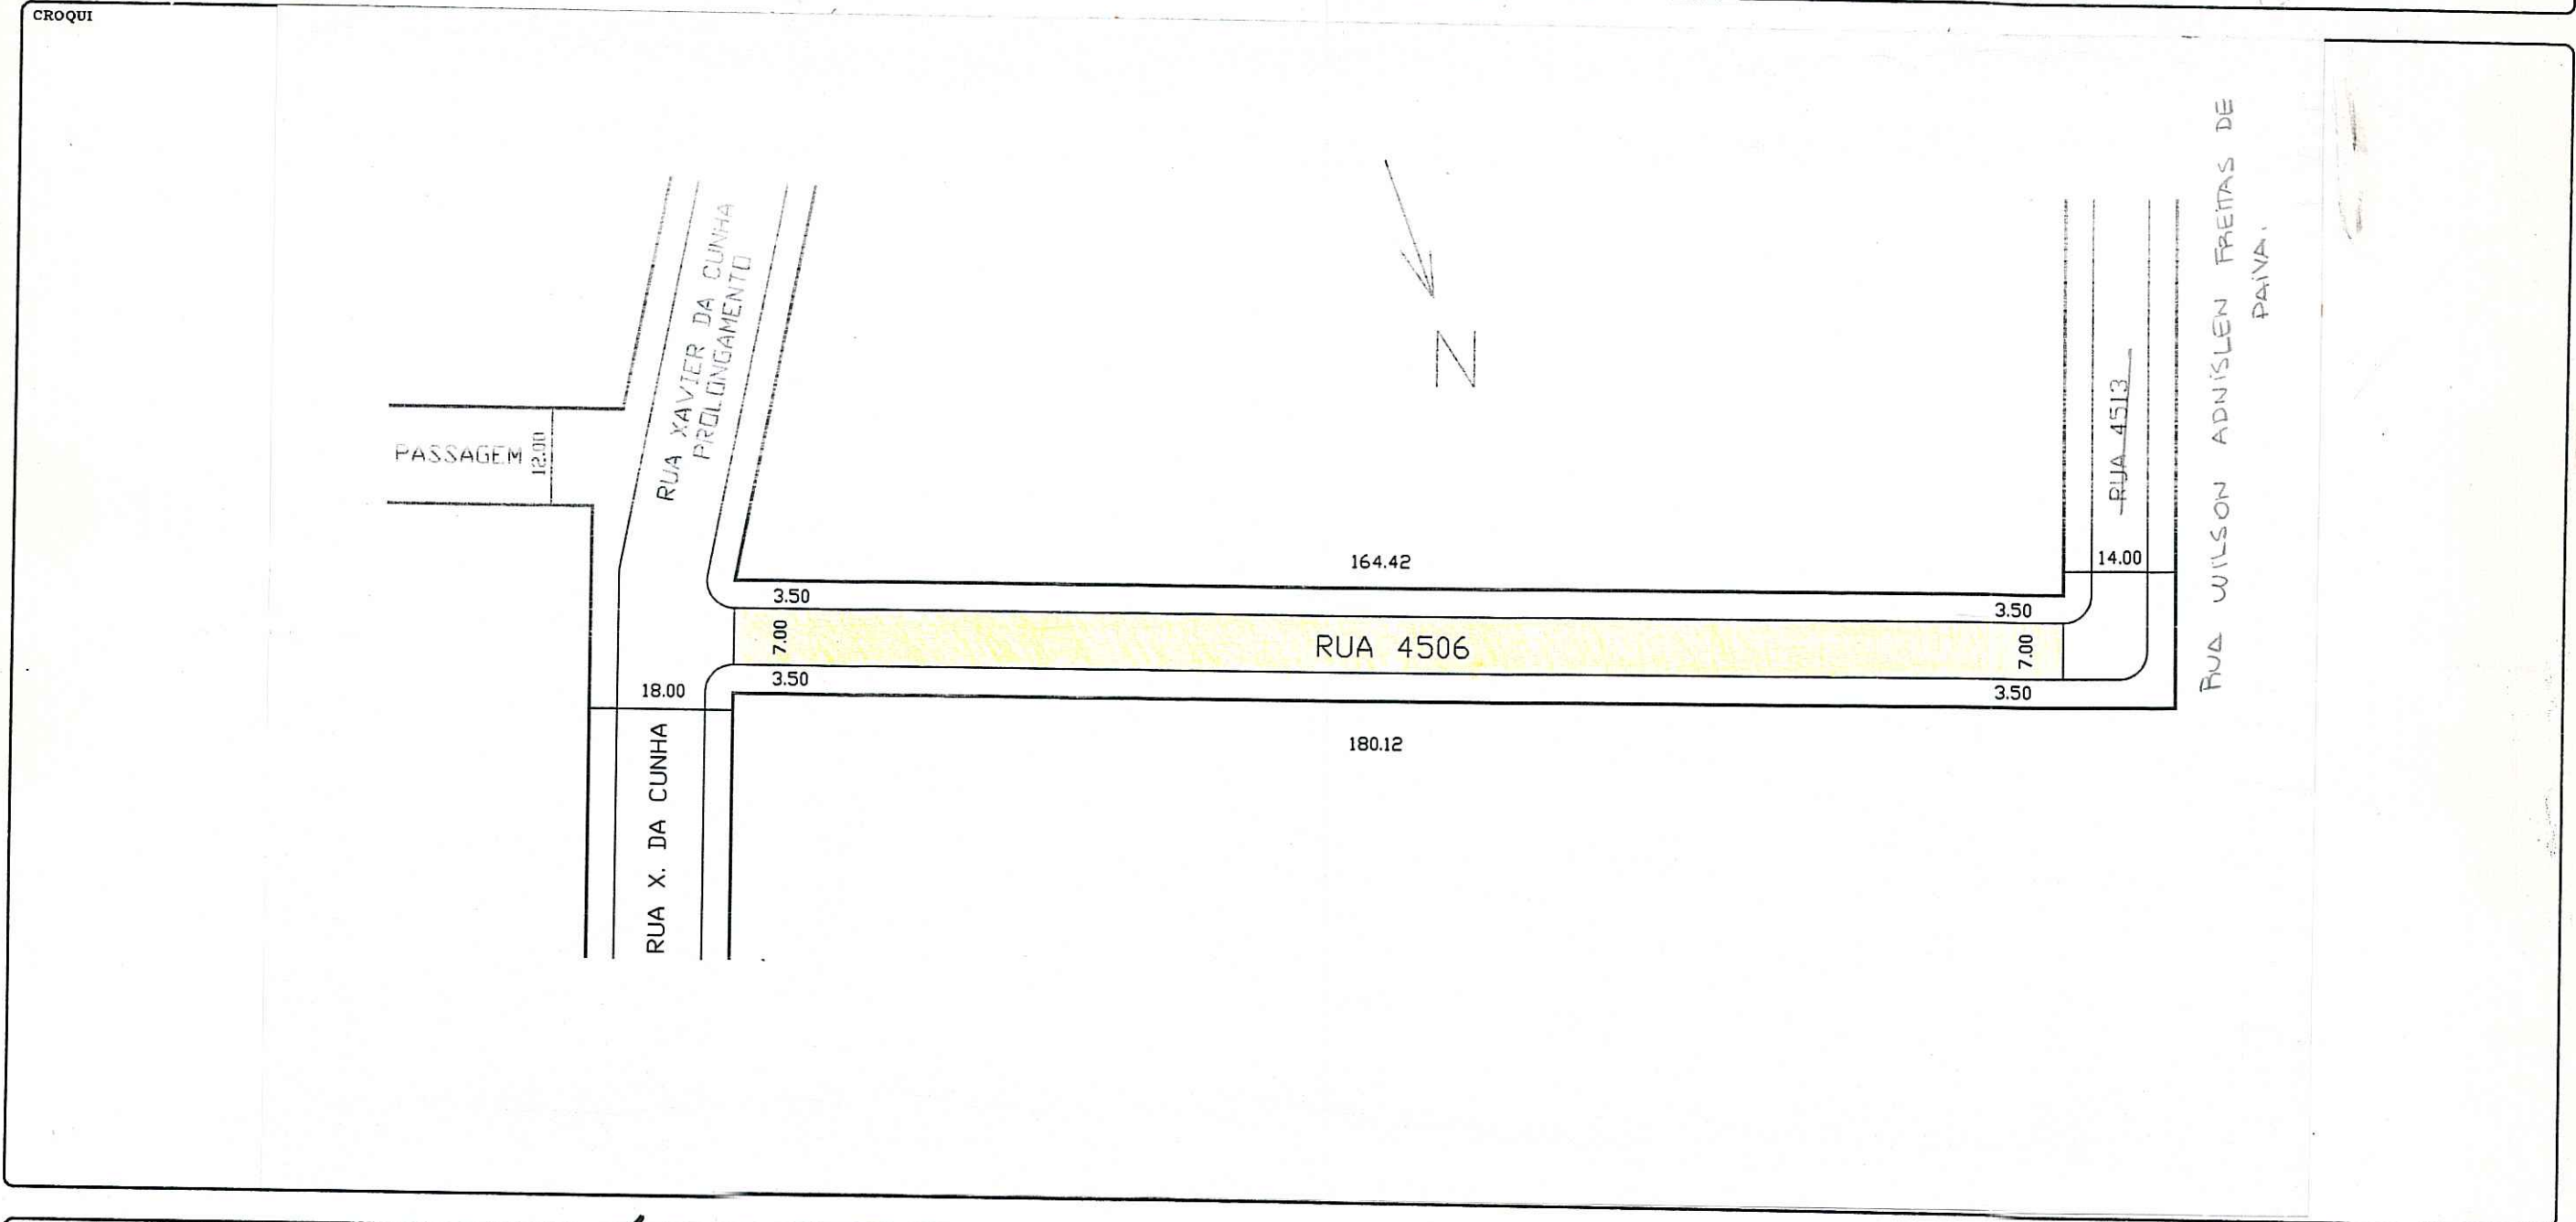 CROQUI
RUA XAVIER DA CUNHA
PROLONGAMENTO
PASSAGEM
12.00
N
RUA 4513
RUA WILSON ADNISLEN FREITAS DE
PAIVA.
164.42
14.00
3.50
3.50
7.00
RUA 4506
7.00
3.50
3.50
18.00
RUA X. DA CUNHA
180.12